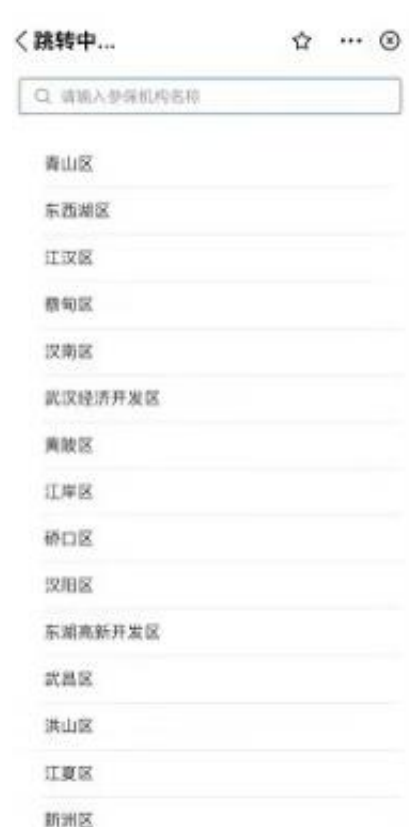 跳转中...
请输入参保机构名称
青山区
东西湖区
江汉区
蔡甸区
汉南区
武汉经济开发区
黄陂区
江岸区
硚口区
汉阳区
东湖高新开发区
武昌区
洪山区
江夏区
新洲区